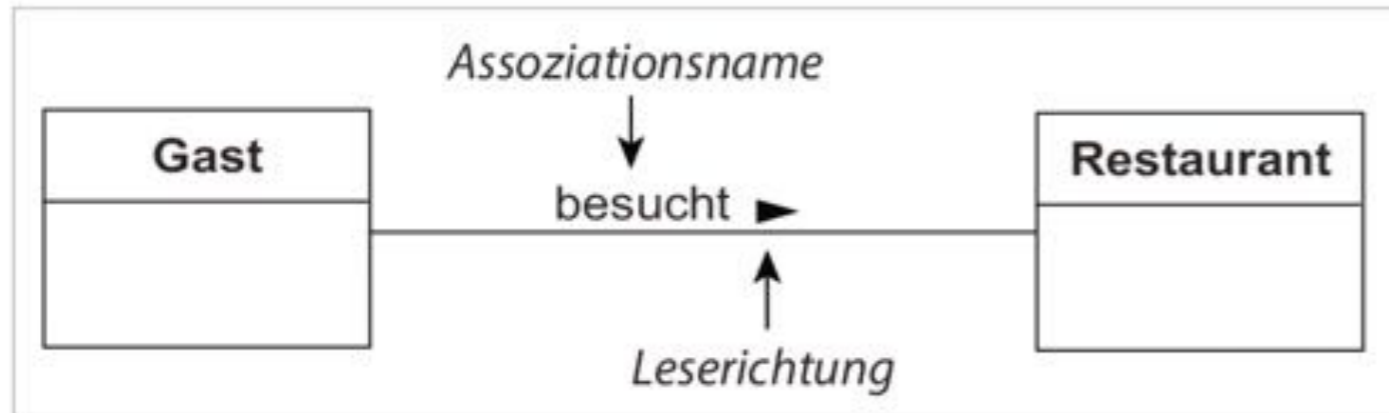 Assoziationsname
Gast
besucht ►
Restaurant
Leserichtung